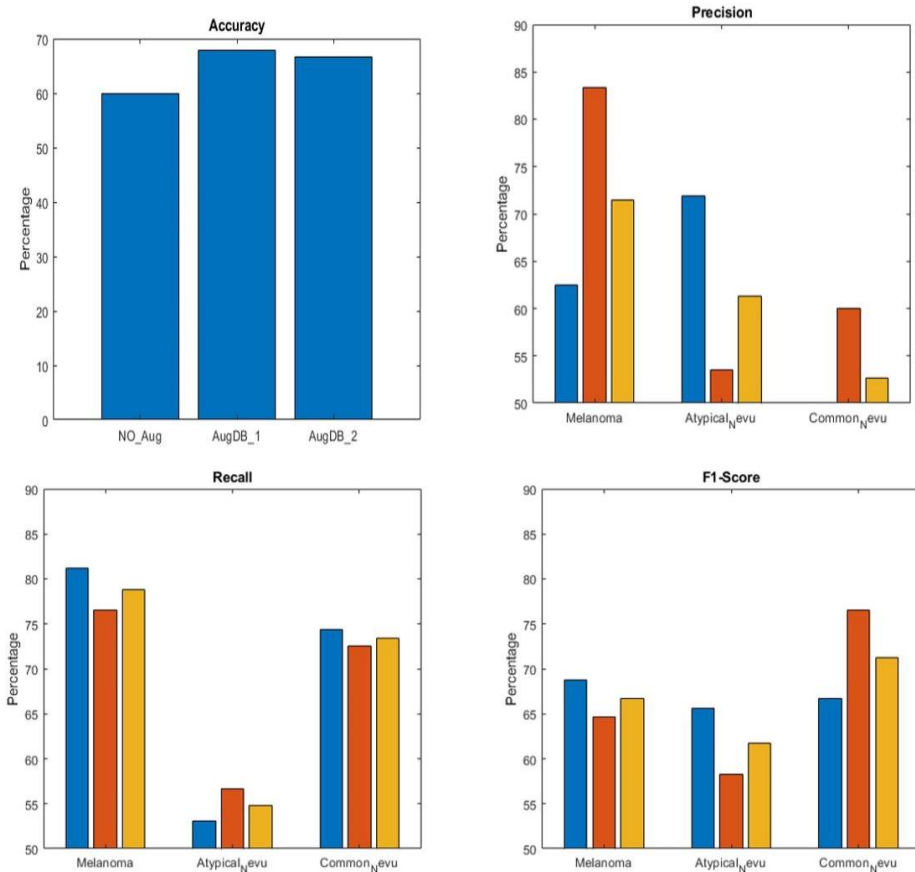 Accuracy
70
60
50
40
30
20
10
0
Percentage
NO_Aug
AugDB_1
AugDB_2
Precision
90
85
80
75
70
65
60
55
50
Percentage
Melanoma
Atypical_Nevu
Common_Nevu
Recall
90
85
80
75
70
65
60
55
50
Percentage
Melanoma
Atypical_Nevu
Common_Nevu
F1-Score
90
85
80
75
70
65
60
55
50
Percentage
Melanoma
Atypical_Nevu
Common_Nevu